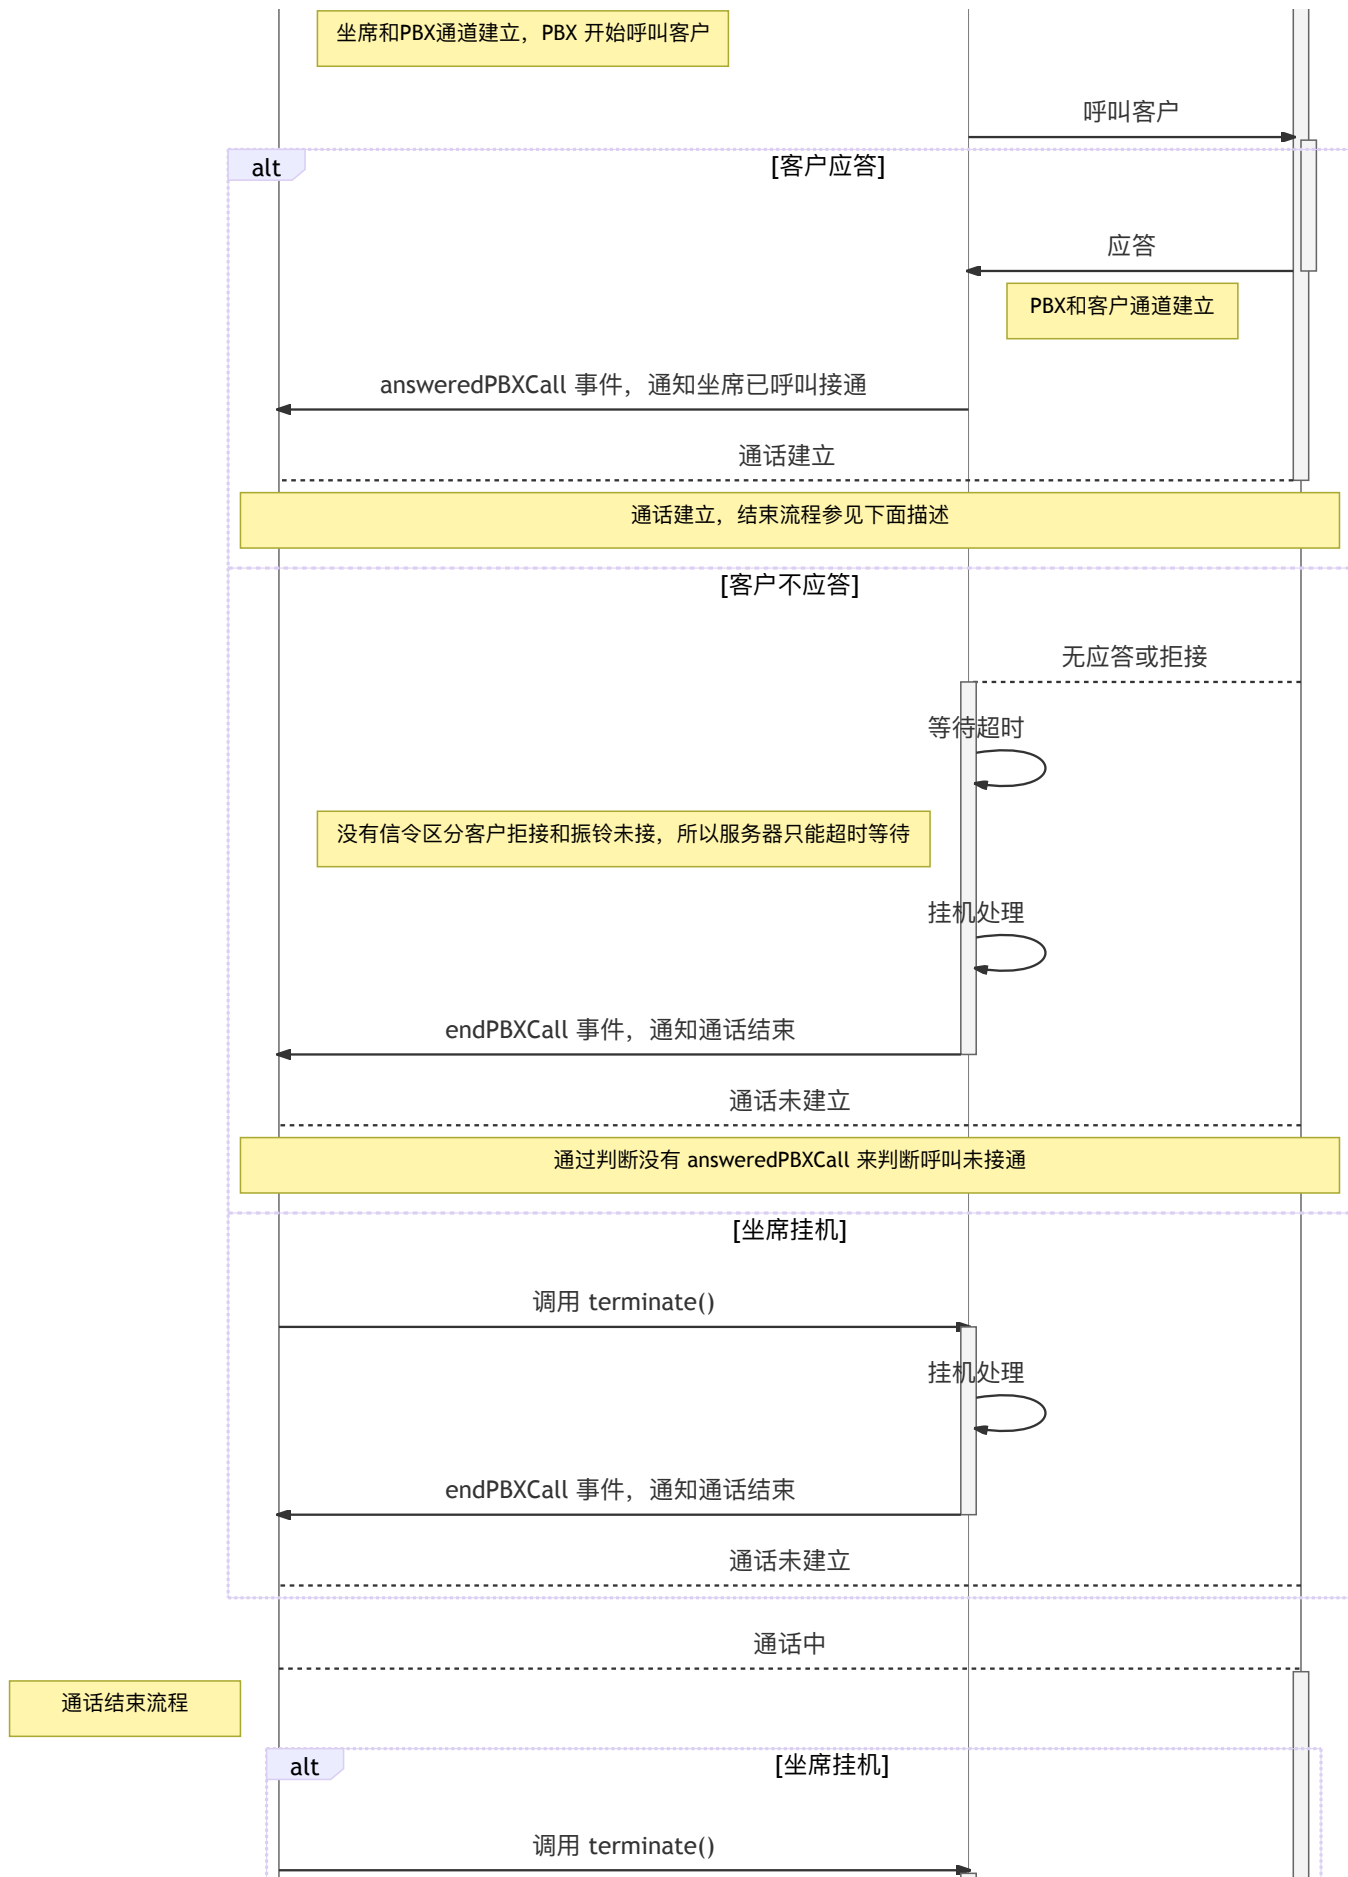 坐席和PBX通道建立，PBX 开始呼叫客户
呼叫客户
alt
[客户应答]
应答
PBX和客户通道建立
answeredPBXCall 事件，通知坐席已呼叫接通
通话建立
通话建立，结束流程参见下面描述
[客户不应答]
无应答或拒接
等待超时
没有信令区分客户拒接和振铃未接，所以服务器只能超时等待
挂机处理
endPBXCall 事件，通知通话结束
通话未建立
通过判断没有 answeredPBXCall 来判断呼叫未接通
[坐席挂机]
调用 terminate()
挂机处理
endPBXCall 事件，通知通话结束
通话未建立
通话中
通话结束流程
alt
[坐席挂机]
调用 terminate()